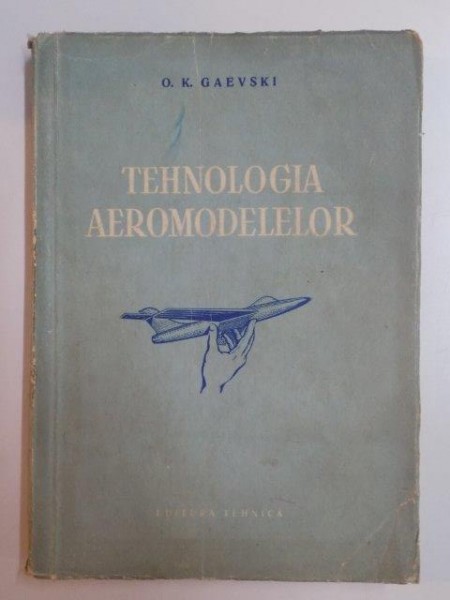 O. K. GAEVSKI
TEHNOLOGIA
AEROMODELELOR
EDITURA TEHNICĂ